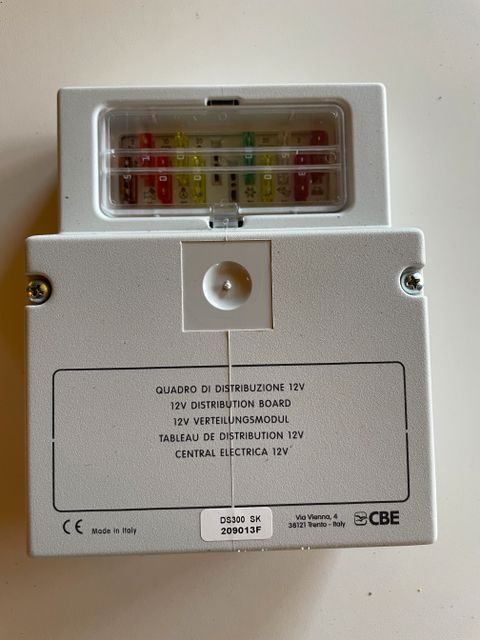 QUADRO DI DISTRIBUZIONE 12V
12V DISTRIBUTION BOARD
12V VERTEILUNGSMODUL
TABLEAU DE DISTRIBUTION 12V
CENTRAL ELECTRICA 12V
CE Made in Italy
DS300 SK
209013F
Via Vienna, 4
38121 Trento - Italy
CBE